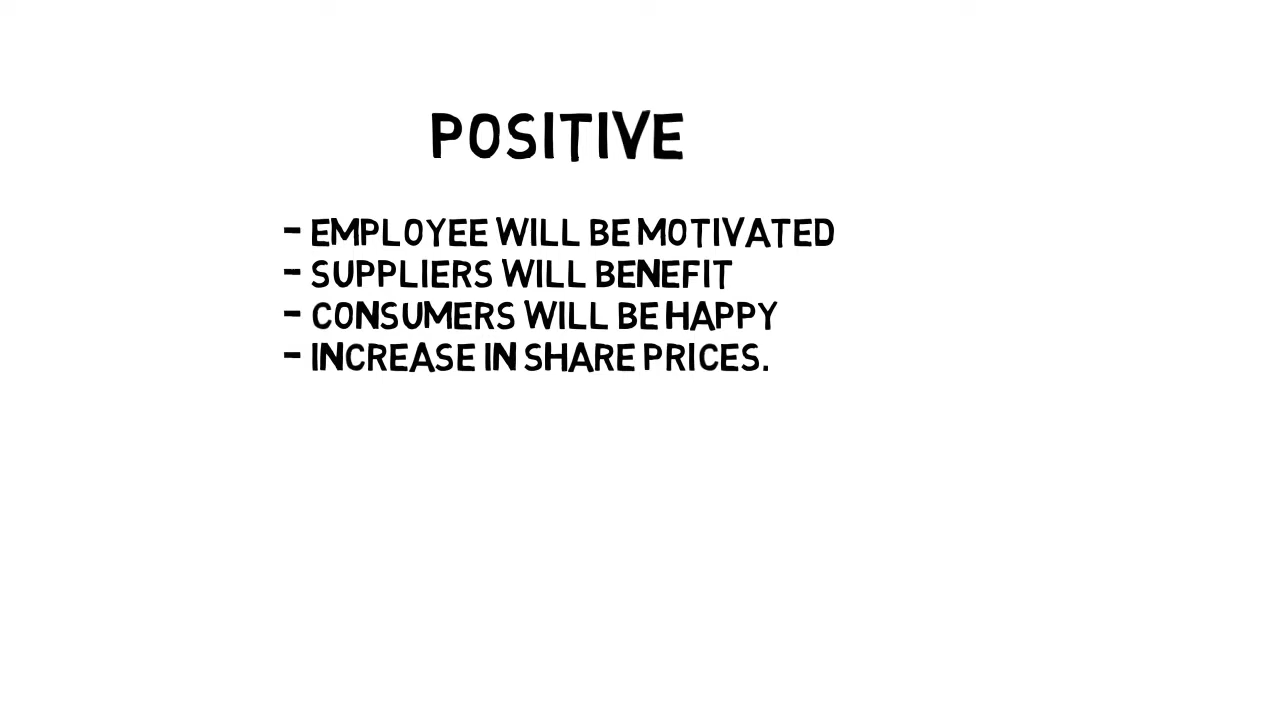 POSITIVE
- EMPLOYEE WILL BE MOTIVATED
- SUPPLIERS WILL BENEFIT
- CONSUMERS WILL BE HAPPY
- INCREASE IN SHARE PRICES.